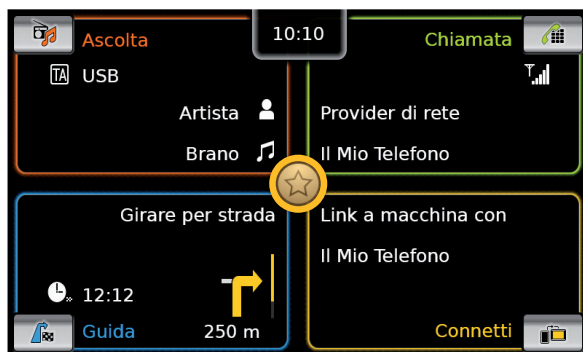 Ascolta
10:10
Chiamata
TA USB
Artista
Brano
Provider di rete
Il Mio Telefono
Girare per strada
12:12
Guida
250 m
Link a macchina con
Il Mio Telefono
Connetti